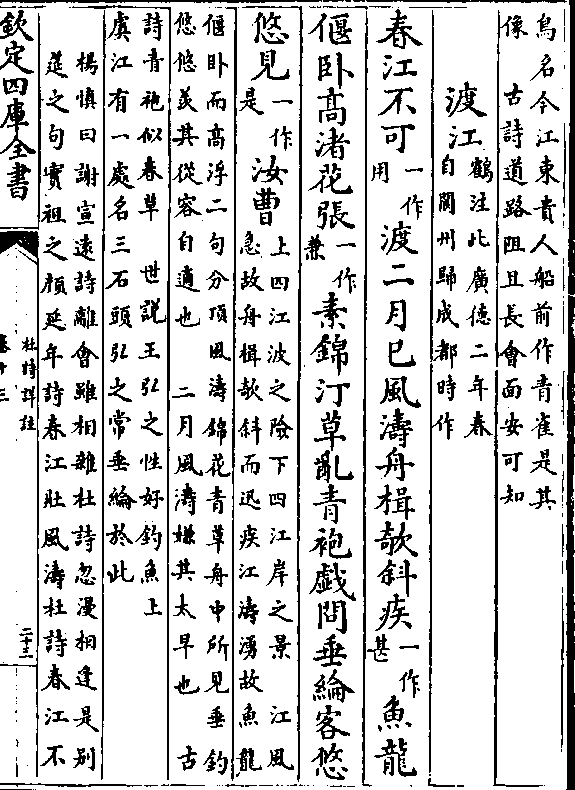 鳥名今江東貴人船前作青雀是其
像　古詩道路阻且長會面安可知
渡江鶴注此廣德二年春
自閬州歸成都時作
春江不可一作用渡二月已風濤舟楫欹斜疾一作甚魚龍
偃卧髙渚花張一作兼素錦汀草亂青袍戯問垂綸客悠
悠見一作是汝曹上四江波之險下四江岸之景　江風
急故舟楫欹斜而迅疾江濤湧故魚龍
偃卧而髙浮二句分頂風濤錦花青草舟中所見垂釣
悠悠羡其從容自適也　二月風濤嫌其太早也　古
詩青袍似春草　世説王弘之性好釣魚上
虞江有一處名三石頭弘之常垂綸於此
楊慎曰謝宣遠詩離會雖相雜杜詩忽漫相逢是别
筵之句實祖之顔延年詩春江壯風濤杜詩春江不
欽定四庫全書
杜詩詳註
卷十三
二十三